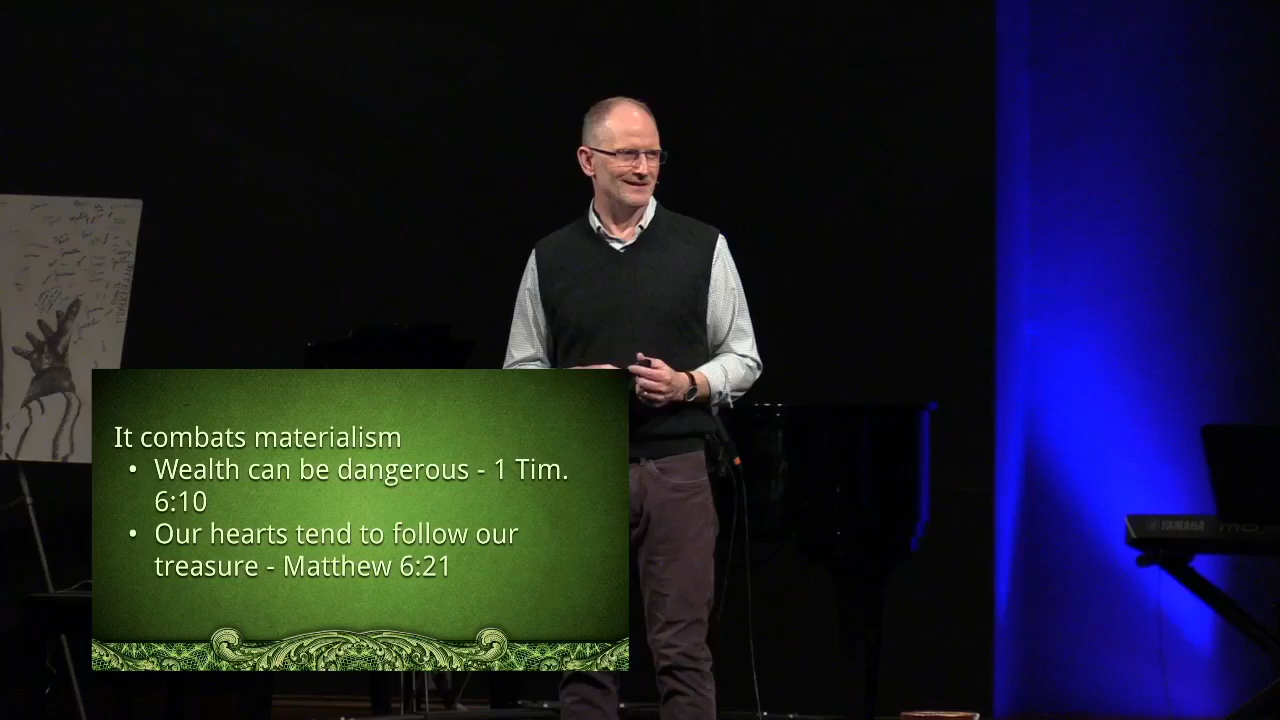 It combats materialism
• Wealth can be dangerous - 1 Tim.
6:10
• Our hearts tend to follow our
treasure - Matthew 6:21
YAMAHA